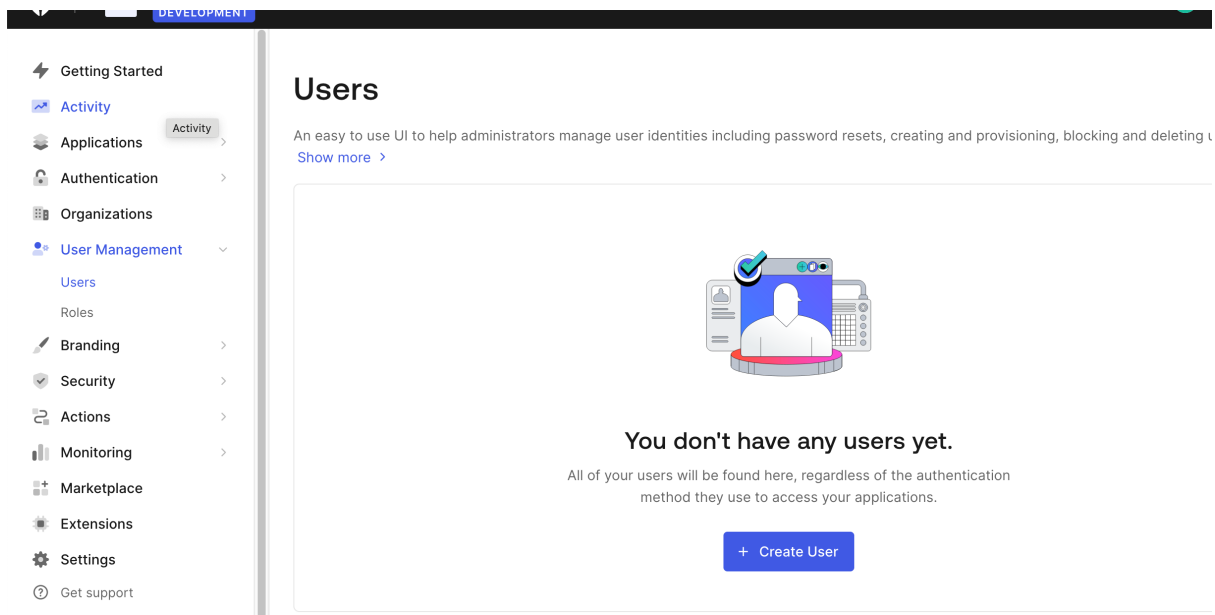 DEVELOPMENT
Getting Started
Activity
Activity
Applications
Authentication
Organizations
User Management
Users
Roles
Branding
Security
Actions
Monitoring
Marketplace
Extensions
Settings
Get support
Users
An easy to use UI to help administrators manage user identities including password resets, creating and provisioning, blocking and deleting
Show more
You don't have any users yet.
All of your users will be found here, regardless of the authentication
method they use to access your applications.
+ Create User